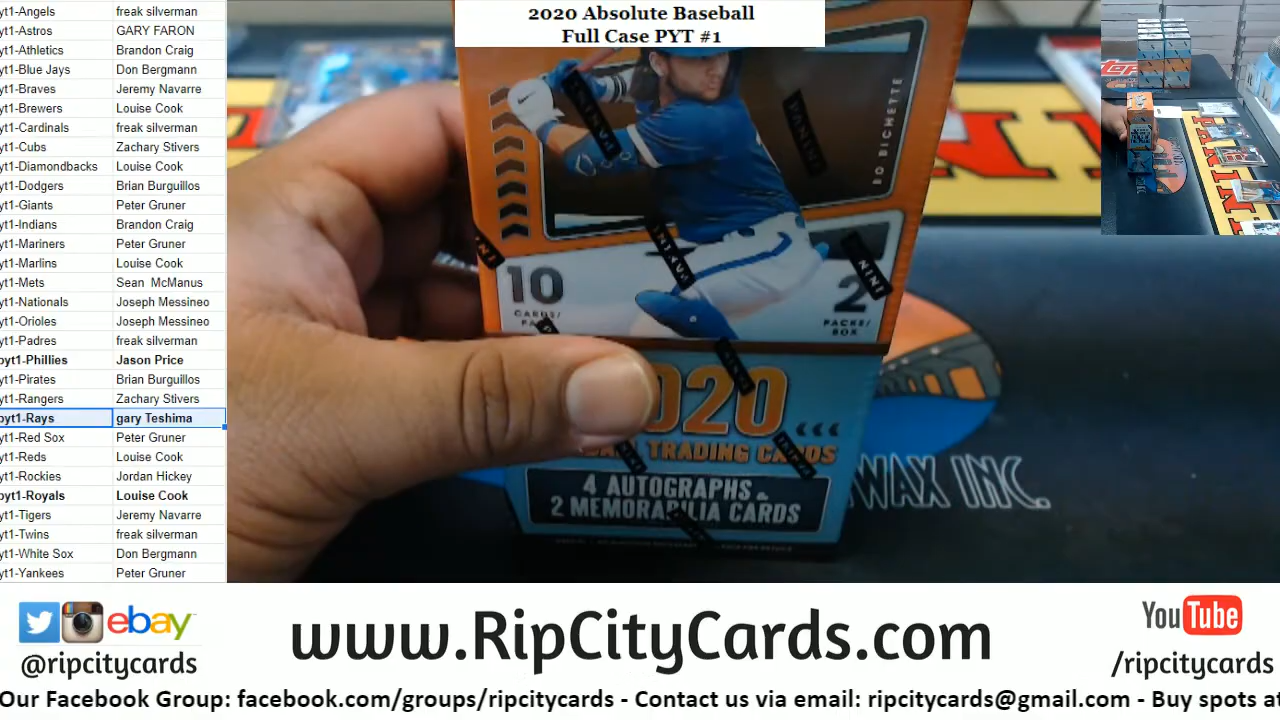 2020 Absolute Baseball
Full Case PYT #1
yt1-Angels freak silverman
yt1-Astros GARY FARON
yt1-Athletics Brandon Craig
yt1-Blue Jays Don Bergmann
yt1-Braves Jeremy Navarre
yt1-Brewers Louise Cook
yt1-Cardinals freak silverman
yt1-Cubs Zachary Stivers
yt1-Diamondbacks Louise Cook
yt1-Dodgers Brian Burguillos
yt1-Giants Peter Gruner
yt1-Indians Brandon Craig
yt1-Mariners Peter Gruner
yt1-Marlins Louise Cook
yt1-Mets Sean McManus
yt1-Nationals Joseph Messineo
yt1-Orioles Joseph Messineo
yt1-Padres freak silverman
pyt1-Phillies Jason Price
yt1-Pirates Brian Burguillos
yt1-Rangers Zachary Stivers
pyt1-Rays gary Teshima
yt1-Red Sox Peter Gruner
yt1-Reds Louise Cook
yt1-Rockies Jordan Hickey
pyt1-Royals Louise Cook
yt1-Tigers Jeremy Navarre
yt1-Twins freak silverman
yt1-White Sox Don Bergmann
yt1-Yankees Peter Gruner
BO BICHETTE
PANINI
10
CARDS/
2
PACKS/
BOX
020
TRADING CARDS
4 AUTOGRAPHS &
2 MEMORABILIA CARDS
WAX INC.
ebay
@ripcitycards
www.RipCityCards.com
YouTube
/ripcitycards
Our Facebook Group: facebook.com/groups/ripcitycards - Contact us via email: ripcitycards@gmail.com - Buy spots at